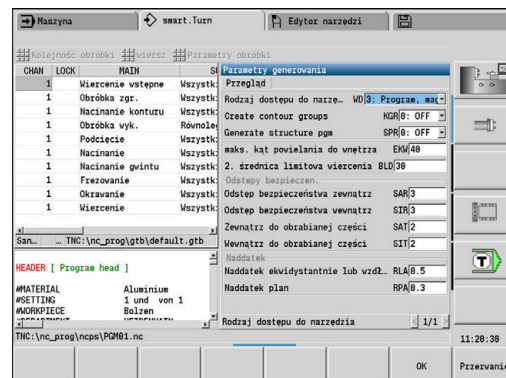 Maszyna
smart.Turn
Edytor narzędzi
Kolejność obróbki
wiersz
Parametry obróbki
CHAN LOCK MAIN
1 Wiercenie wstępne Wszystk
1 Obróbka zgr. Wszystk
1 Nacinanie konturu Wszystk
1 Obróbka wyk. Równole
1 Podcięcie Wszystk
1 Nacinanie Wszystk
1 Nacinanie gwintu Wszystk
1 Frezowanie Wszystk
1 Okrawanie Wszystk
1 Wiercenie Wszystk
San… … TNC:\nc_prog\gtb\default.gtb
HEADER [ Program head ]
#MATERIAL Aluminium
#SETTING 1 und von 1
#WORKPIECE Bolzen
TNC:\nc_prog\ncps\PGM01.nc
Parametry generowania
Przegląd
Rodzaj dostępu do narzę… WD 3: Program, mag
Create contour groups KGR 0: OFF
Generate structure pgm SPR 0: OFF
maks. kąt powielania do wnętrza EKW 40
2. średnica limitowa wiercenia BLD 30
Odstępy bezpieczen.
Odstęp bezpieczeństwa zewnątrz SAR 3
Odstęp bezpieczeństwa wewnątrz SIR 3
Zewnątrz do obrabianej części SAT 2
Wewnątrz do obrabianej części SIT 2
Naddatek
Naddatek ekwidystantnie lub wzdł… RLA 0.5
Naddatek plan RPA 0.3
Rodzaj dostępu do narzędzia
1/1
T
11:20:30
OK
Przerwanie